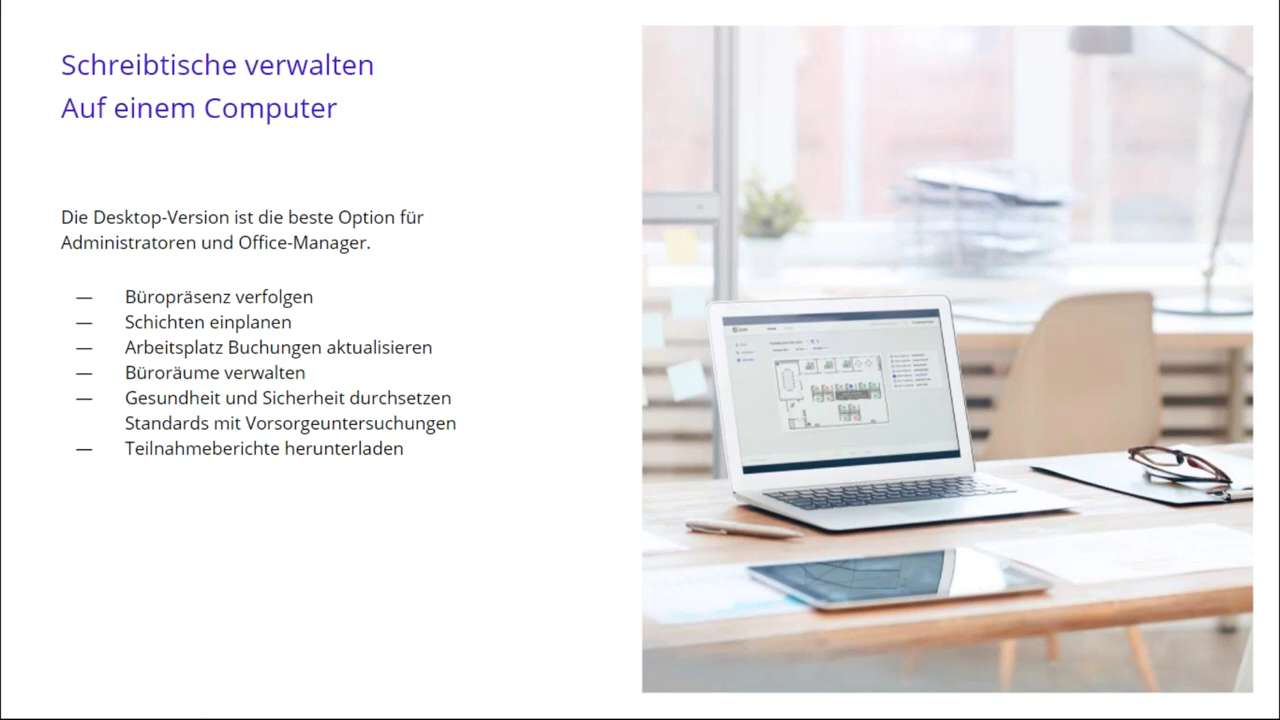 Schreibtische verwalten
Auf einem Computer
Die Desktop-Version ist die beste Option für
Administratoren und Office-Manager.
— Büropräsenz verfolgen
— Schichten einplanen
— Arbeitsplatz Buchungen aktualisieren
— Büroräume verwalten
— Gesundheit und Sicherheit durchsetzen
Standards mit Vorsorgeuntersuchungen
— Teilnahmeberichte herunterladen